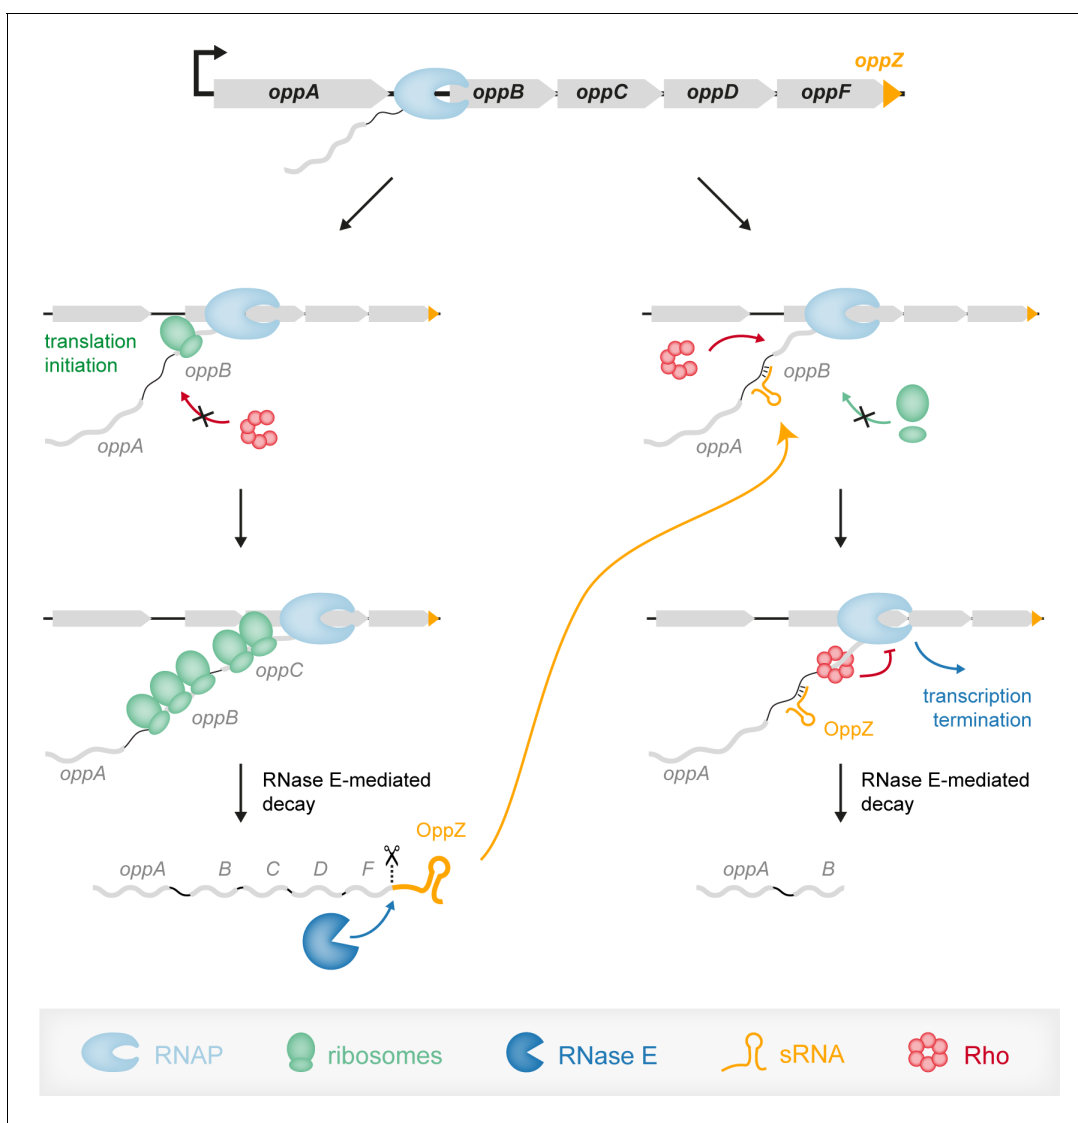 oppZ
oppA
oppB
oppC
oppD
oppF
translation
initiation
oppB
oppA
oppB
oppA
oppC
oppB
oppA
OppZ
transcription
termination
oppA
RNase E-mediated
decay
RNase E-mediated
decay
OppZ
oppA
B
C
D
F
oppA
B
RNAP
ribosomes
RNase E
sRNA
Rho